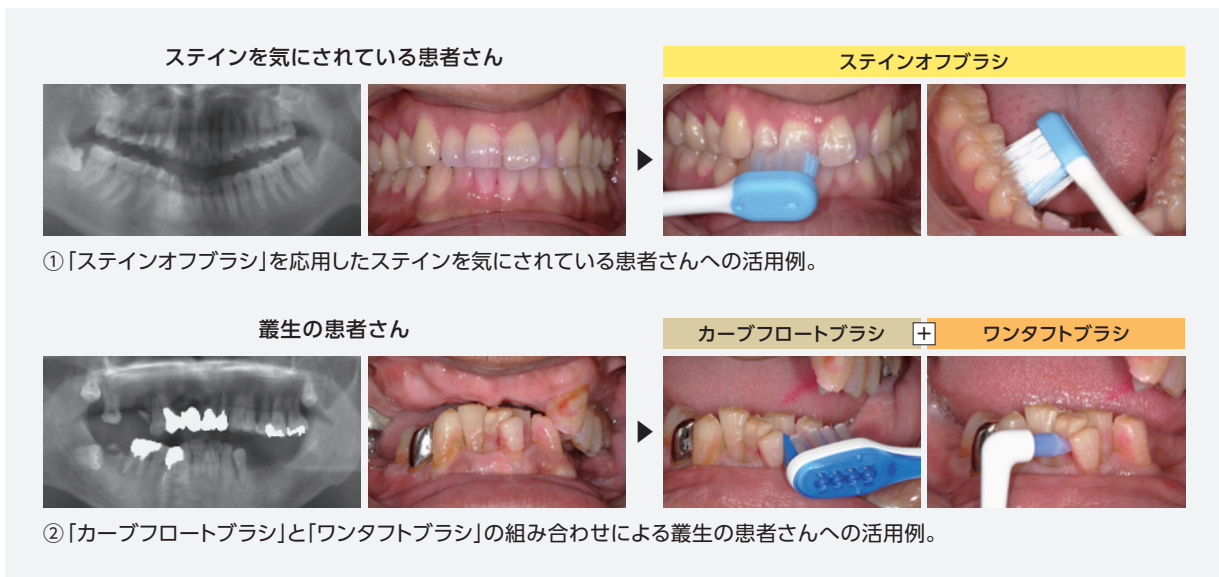 ステインを気にされている患者さん
ステインオフブラシ
①「ステインオフブラシ」を応用したステインを気にされている患者さんへの活用例。
叢生の患者さん
カーブフロートブラシ + ワンタフトブラシ
②「カーブフロートブラシ」と「ワンタフトブラシ」の組み合わせによる叢生の患者さんへの活用例。